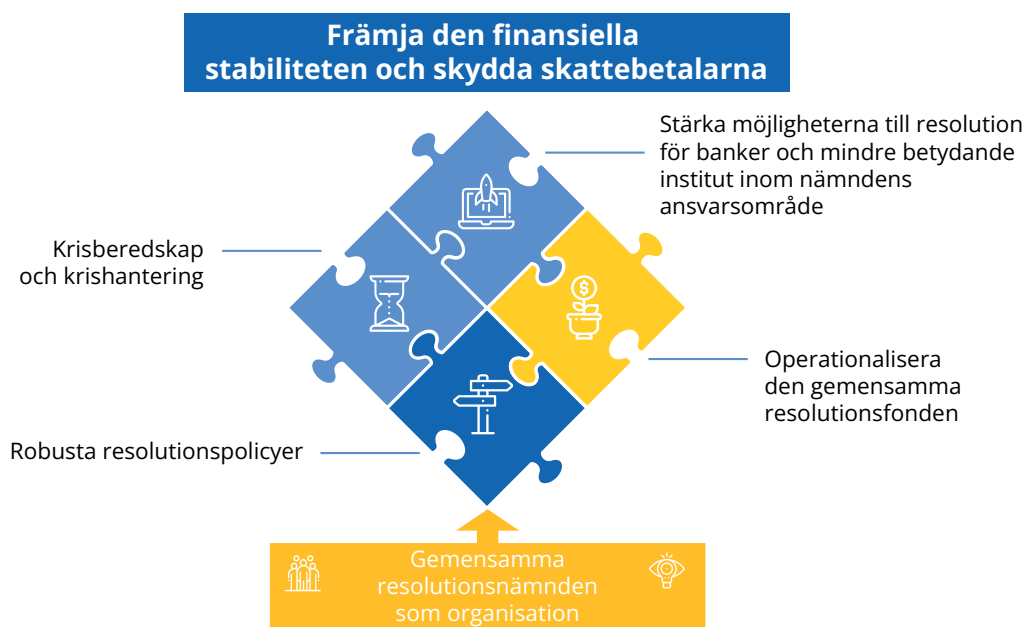 Främja den finansiella
stabiliteten och skydda skattebetalarna
Stärka möjligheterna till resolution
för banker och mindre betydande
institut inom nämndens
ansvarsområde
Krisberedskap
och krishantering
$
Operationalisera
den gemensamma
resolutionsfonden
Robusta resolutionspolicyer
Gemensamma
resolutionsnämnden
som organisation